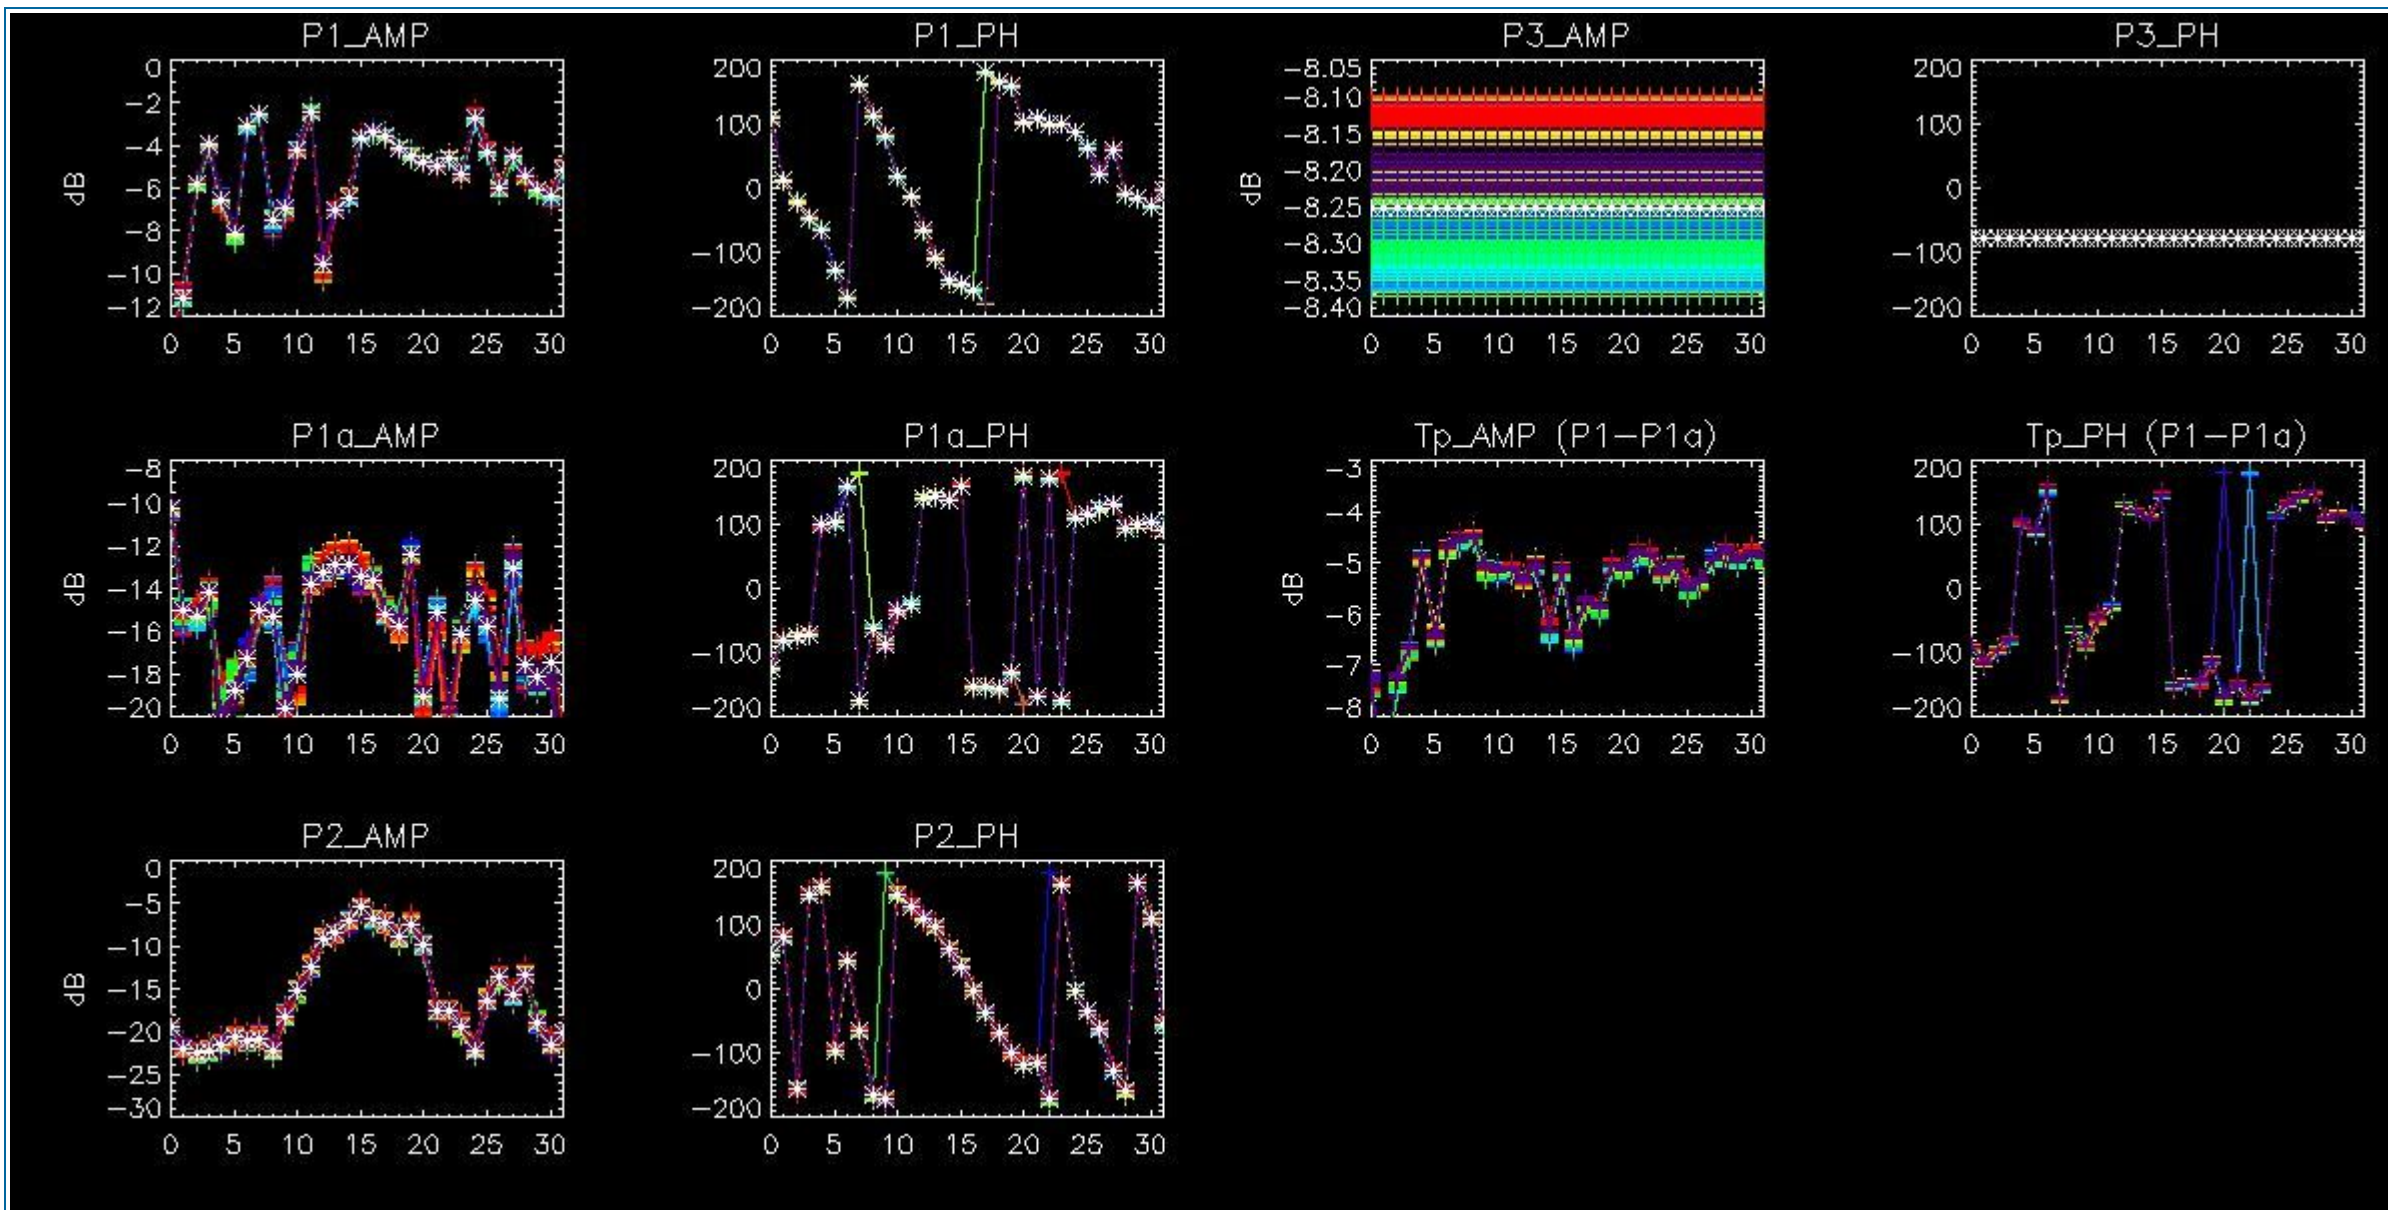 P1_AMP P1_PH P3_AMP P3_PH
0 200 -8.05 200
-2 100 -8.10 100
-4 0 -8.15 0
-6 -100 -8.20 -100
-8 -200 -8.25 -200
-10 -8.30
-12 -8.35
-8.40
dB dB
0 5 10 15 20 25 30 0 5 10 15 20 25 30 0 5 10 15 20 25 30 0 5 10 15 20 25 30
P1a_AMP P1a_PH Tp_AMP (P1-P1a) Tp_PH (P1-P1a)
-8 200 -3 200
-10 100 -4 100
-12 0 -5 0
-14 -100 -6 -100
-16 -200 -7 -200
-18 -8
-20
dB dB
0 5 10 15 20 25 30 0 5 10 15 20 25 30 0 5 10 15 20 25 30 0 5 10 15 20 25 30
P2_AMP P2_PH
0 200
-5 100
-10 0
-15 -100
-20 -200
-25
-30
dB
0 5 10 15 20 25 30 0 5 10 15 20 25 30